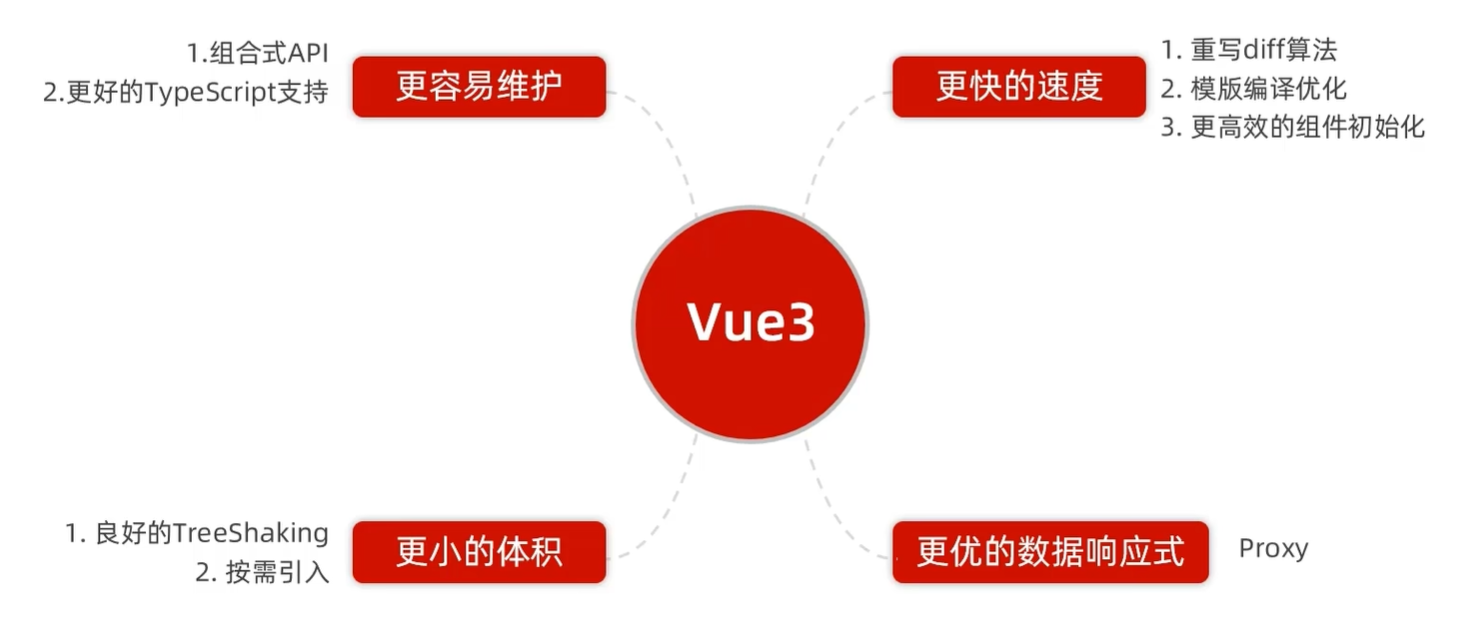 1.组合式API
2.更好的TypeScript支持
更容易维护
更快的速度
1. 重写diff算法
2. 模版编译优化
3. 更高效的组件初始化
Vue3
1. 良好的TreeShaking
2. 按需引入
更小的体积
更优的数据响应式
Proxy